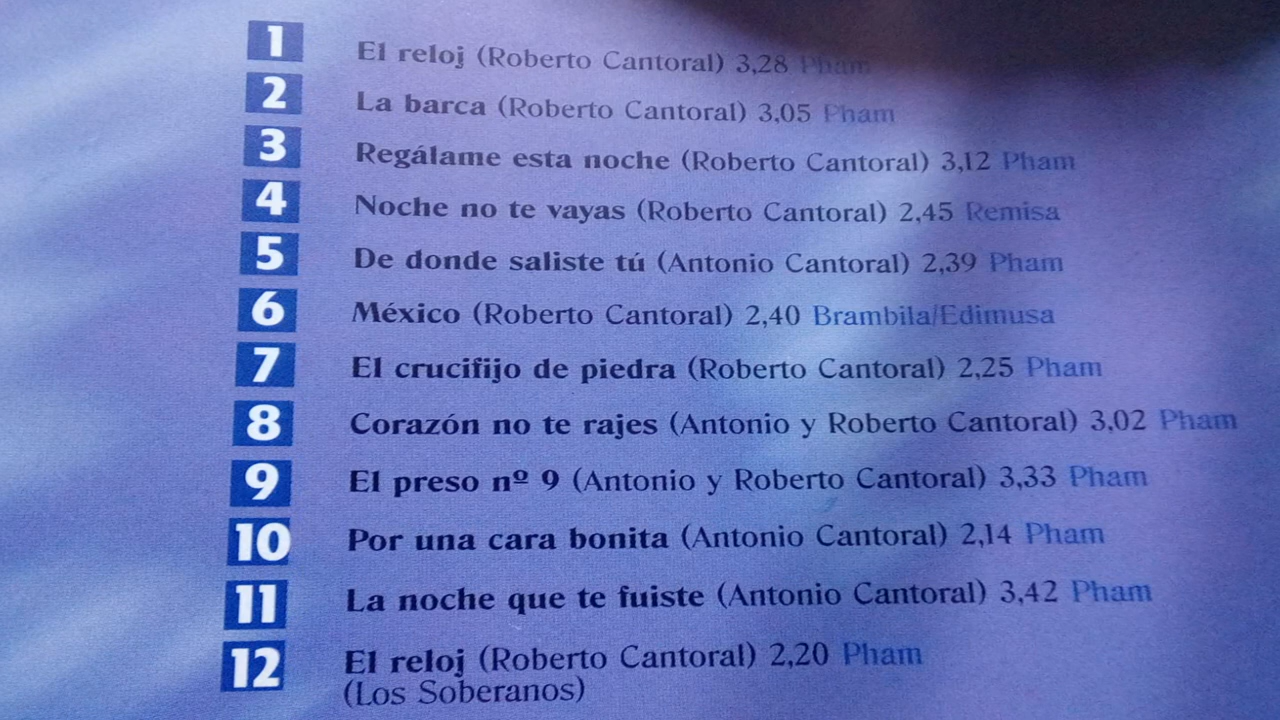 1 El reloj (Roberto Cantoral) 3,28 Pham
2 La barca (Roberto Cantoral) 3,05 Pham
3 Regálame esta noche (Roberto Cantoral) 3,12 Pham
4 Noche no te vayas (Roberto Cantoral) 2,45 Remisa
5 De donde saliste tú (Antonio Cantoral) 2,39 Pham
6 México (Roberto Cantoral) 2,40 Brambila/Edimusa
7 El crucifijo de piedra (Roberto Cantoral) 2,25 Pham
8 Corazón no te rajes (Antonio y Roberto Cantoral) 3,02 Pham
9 El preso nº 9 (Antonio y Roberto Cantoral) 3,33 Pham
10 Por una cara bonita (Antonio Cantoral) 2,14 Pham
11 La noche que te fuiste (Antonio Cantoral) 3,42 Pham
12 El reloj (Roberto Cantoral) 2,20 Pham
(Los Soberanos)